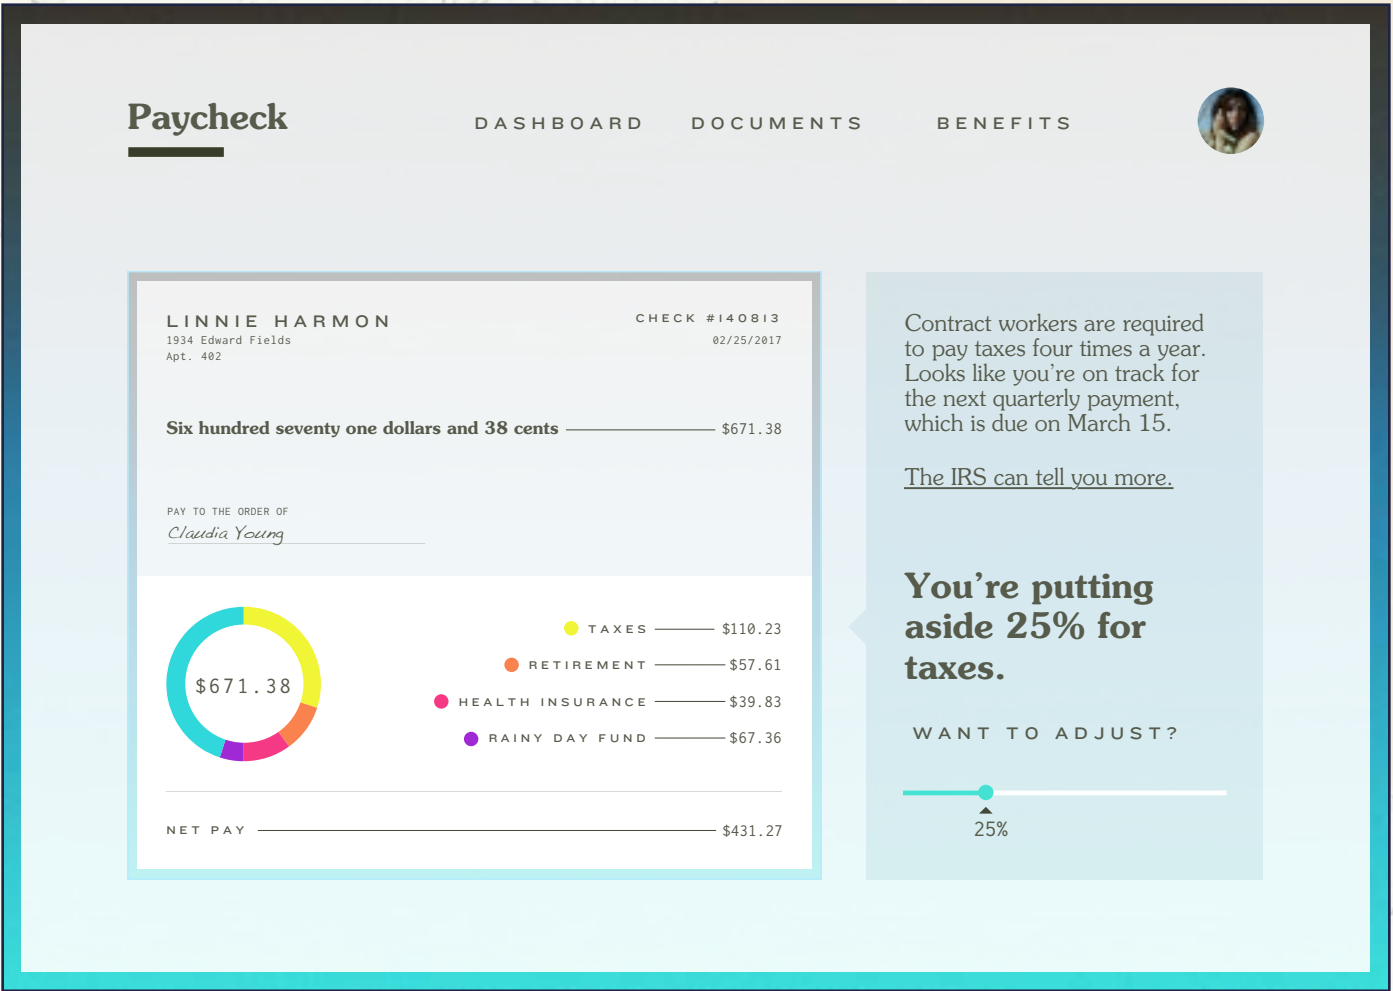 Paycheck
DASHBOARD DOCUMENTS BENEFITS
LINNIE HARMON
1934 Edward Fields
Apt. 402
CHECK #140813
02/25/2017
Six hundred seventy one dollars and 38 cents $671.38
PAY TO THE ORDER OF
Claudia Young
$671.38
TAXES $110.23
RETIREMENT $57.61
HEALTH INSURANCE $39.83
RAINY DAY FUND $67.36
NET PAY $431.27
Contract workers are required
to pay taxes four times a year.
Looks like you’re on track for
the next quarterly payment,
which is due on March 15.
The IRS can tell you more.
You’re putting
aside 25% for
taxes.
WANT TO ADJUST?
25%